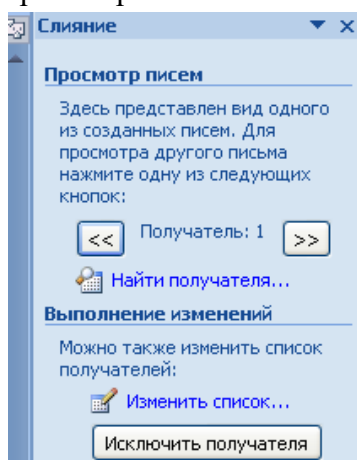 Слияние
Просмотр писем
Здесь представлен вид одного
из созданных писем. Для
просмотра другого письма
нажмите одну из следующих
кнопок:
<< Получатель: 1 >>
Найти получателя...
Выполнение изменений
Можно также изменить список
получателей:
Изменить список...
Исключить получателя